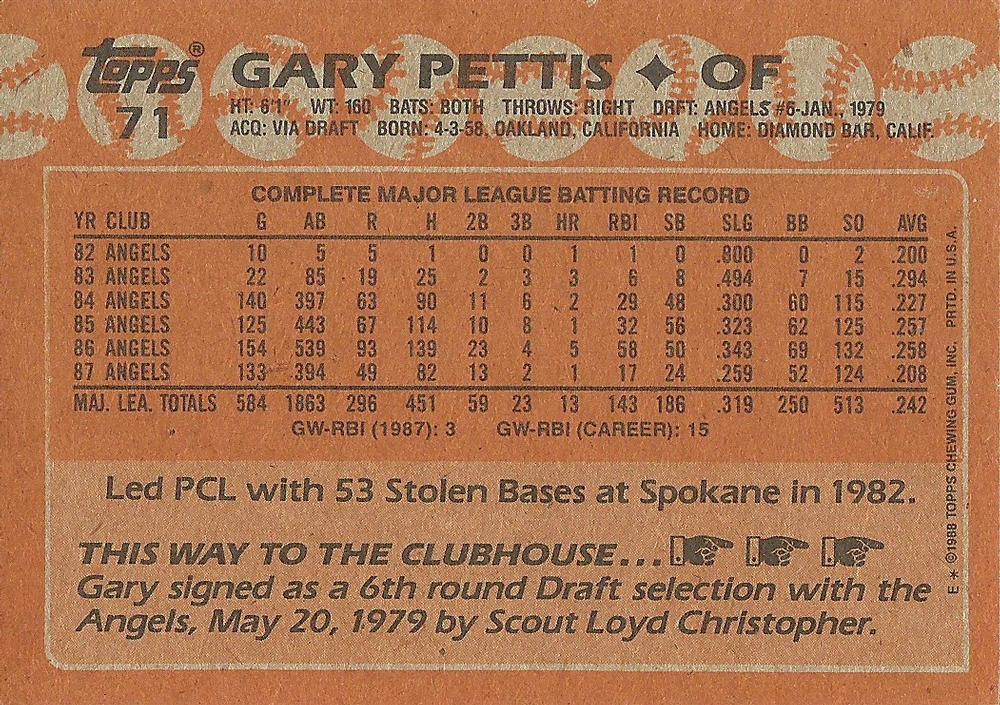 topps®
71
GARY PETTIS ✦ OF
HT: 6'1" WT: 160 BATS: BOTH THROWS: RIGHT DRFT: ANGELS #6-JAN., 1979
ACQ: VIA DRAFT BORN: 4-3-58, OAKLAND, CALIFORNIA HOME: DIAMOND BAR, CALIF.
COMPLETE MAJOR LEAGUE BATTING RECORD
YR CLUB G AB R H 2B 3B HR RBI SB SLG BB SO AVG
82 ANGELS 10 5 5 1 0 0 1 1 0 .800 0 2 .200
83 ANGELS 22 85 19 25 2 3 3 6 8 .494 7 15 .294
84 ANGELS 140 397 63 90 11 6 2 29 48 .300 60 115 .227
85 ANGELS 125 443 67 114 10 8 1 32 56 .323 62 125 .257
86 ANGELS 154 539 93 139 23 4 5 58 50 .343 69 132 .258
87 ANGELS 133 394 49 82 13 2 1 17 24 .259 52 124 .208
MAJ. LEA. TOTALS 584 1863 296 451 59 23 13 143 186 .319 250 513 .242
GW-RBI (1987): 3 GW-RBI (CAREER): 15
Led PCL with 53 Stolen Bases at Spokane in 1982.
THIS WAY TO THE CLUBHOUSE...
Gary signed as a 6th round Draft selection with the
Angels, May 20, 1979 by Scout Loyd Christopher.
E * ©1988 TOPPS CHEWING GUM, INC. PRTD. IN U.S.A.